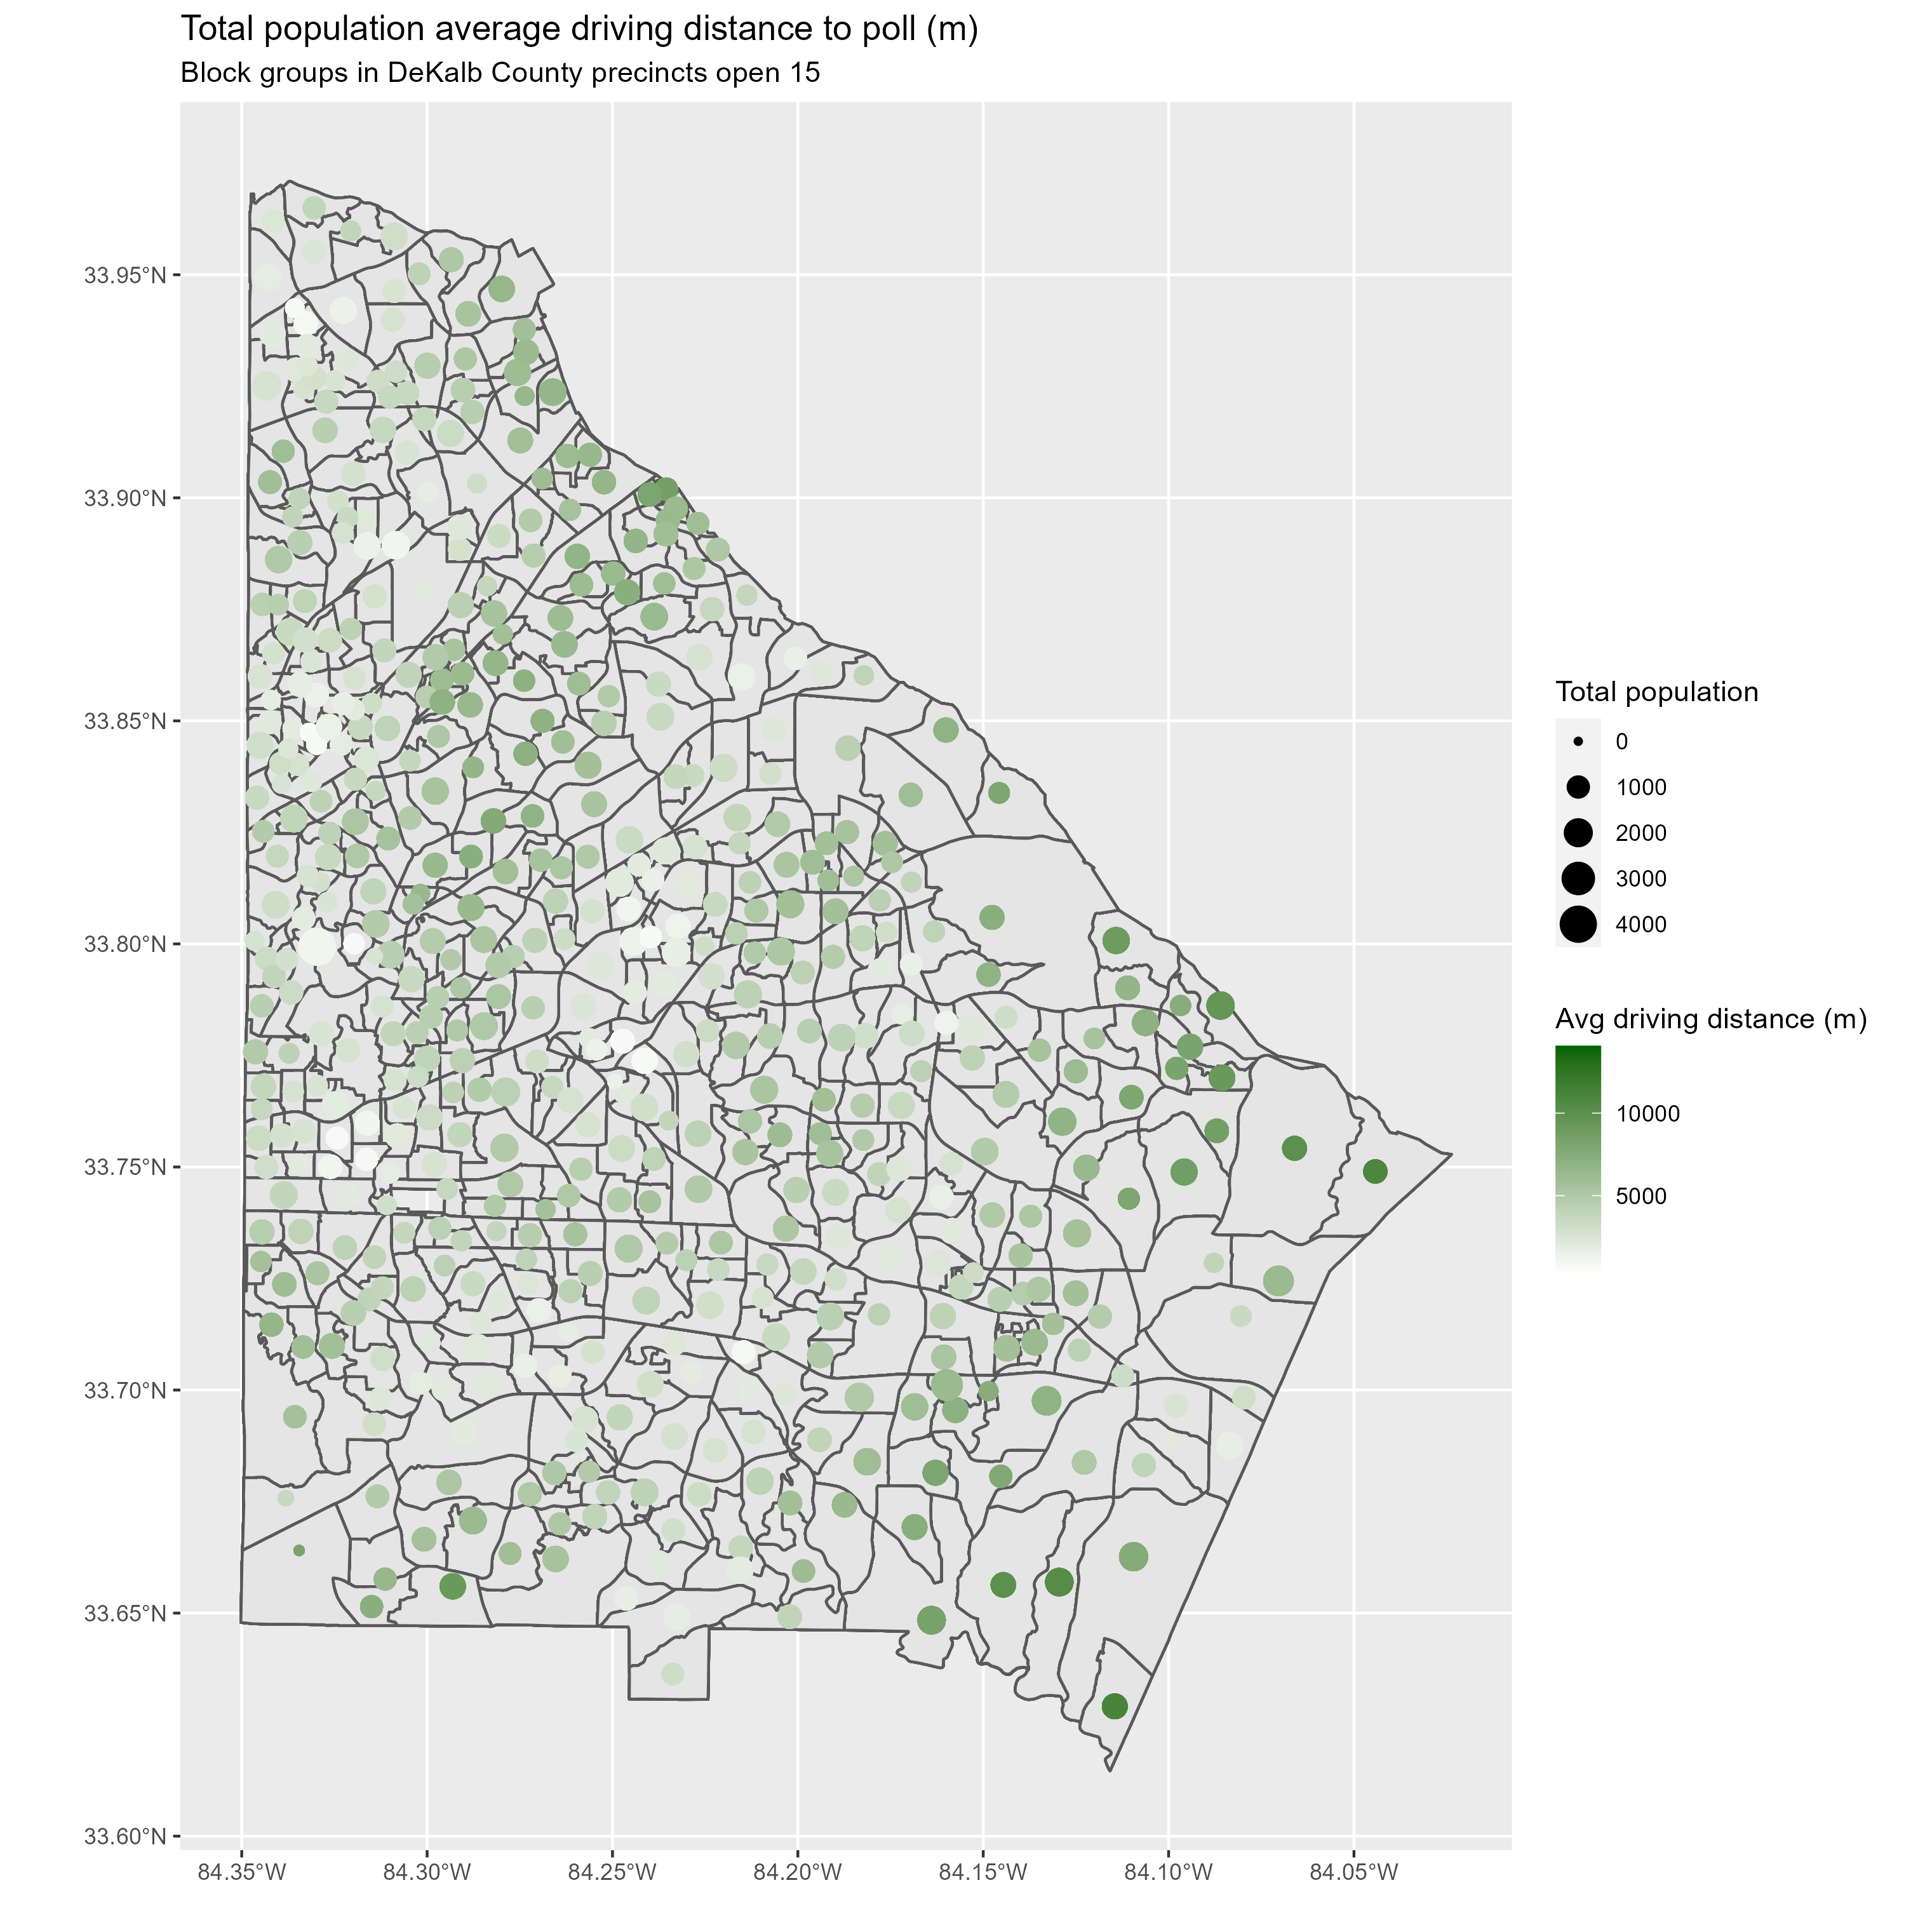 Total population average driving distance to poll (m)
Block groups in DeKalb County precincts open 15
33.95°N
33.90°N
33.85°N
33.80°N
33.75°N
33.70°N
33.65°N
33.60°N
84.35°W
84.30°W
84.25°W
84.20°W
84.15°W
84.10°W
84.05°W
Total population
0
1000
2000
3000
4000
Avg driving distance (m)
10000
5000